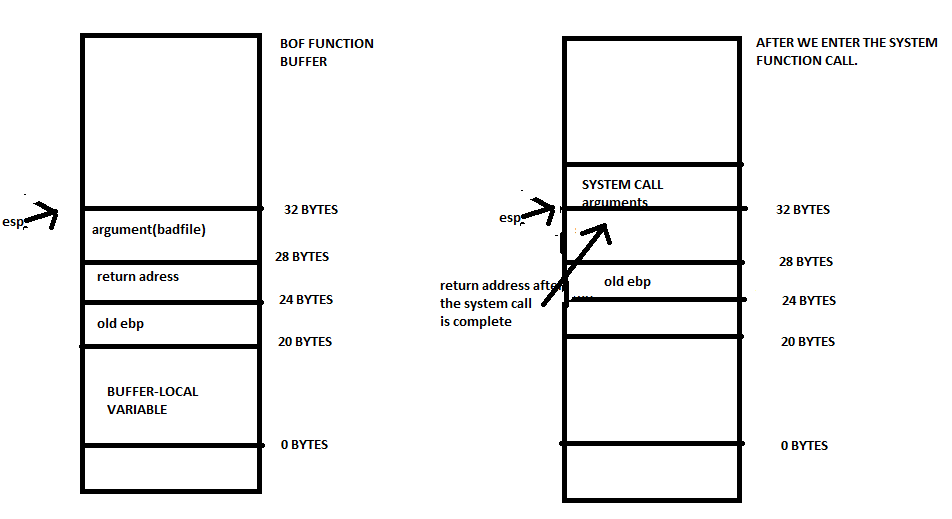 BOF FUNCTION
BUFFER
esp
32 BYTES
argument(badfile)
28 BYTES
return adress
24 BYTES
old ebp
20 BYTES
BUFFER-LOCAL
VARIABLE
0 BYTES
AFTER WE ENTER THE SYSTEM
FUNCTION CALL.
SYSTEM CALL
arguments
esp
32 BYTES
28 BYTES
old ebp
return address after
the system call
is complete
24 BYTES
20 BYTES
0 BYTES